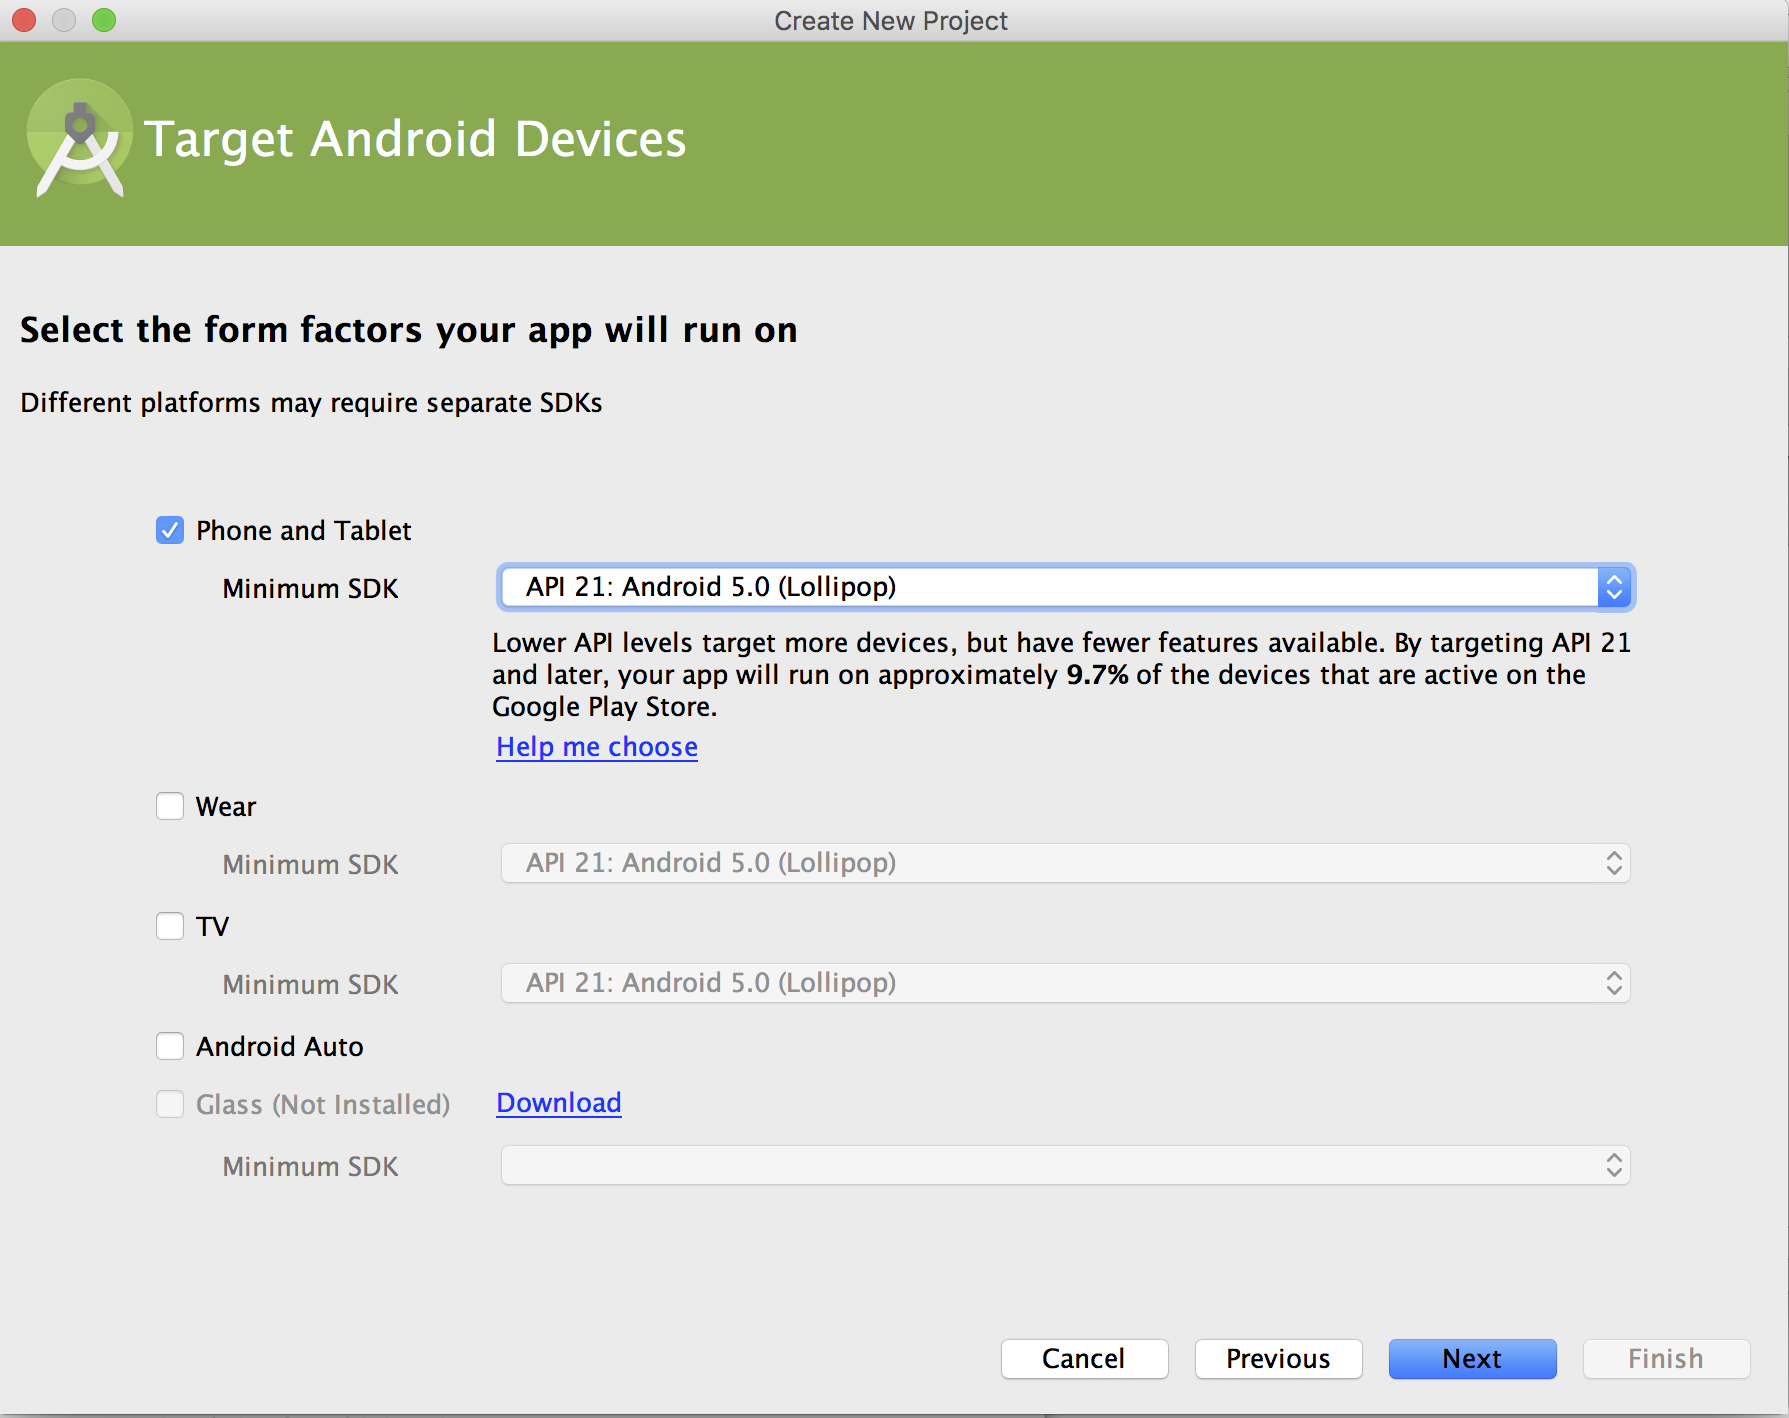 Create New Project
Target Android Devices
Select the form factors your app will run on
Different platforms may require separate SDKs
Phone and Tablet
Minimum SDK
API 21: Android 5.0 (Lollipop)
Lower API levels target more devices, but have fewer features available. By targeting API 21
and later, your app will run on approximately 9.7% of the devices that are active on the
Google Play Store.
Help me choose
Wear
Minimum SDK
API 21: Android 5.0 (Lollipop)
TV
Minimum SDK
API 21: Android 5.0 (Lollipop)
Android Auto
Glass (Not Installed)
Download
Minimum SDK
Cancel
Previous
Next
Finish